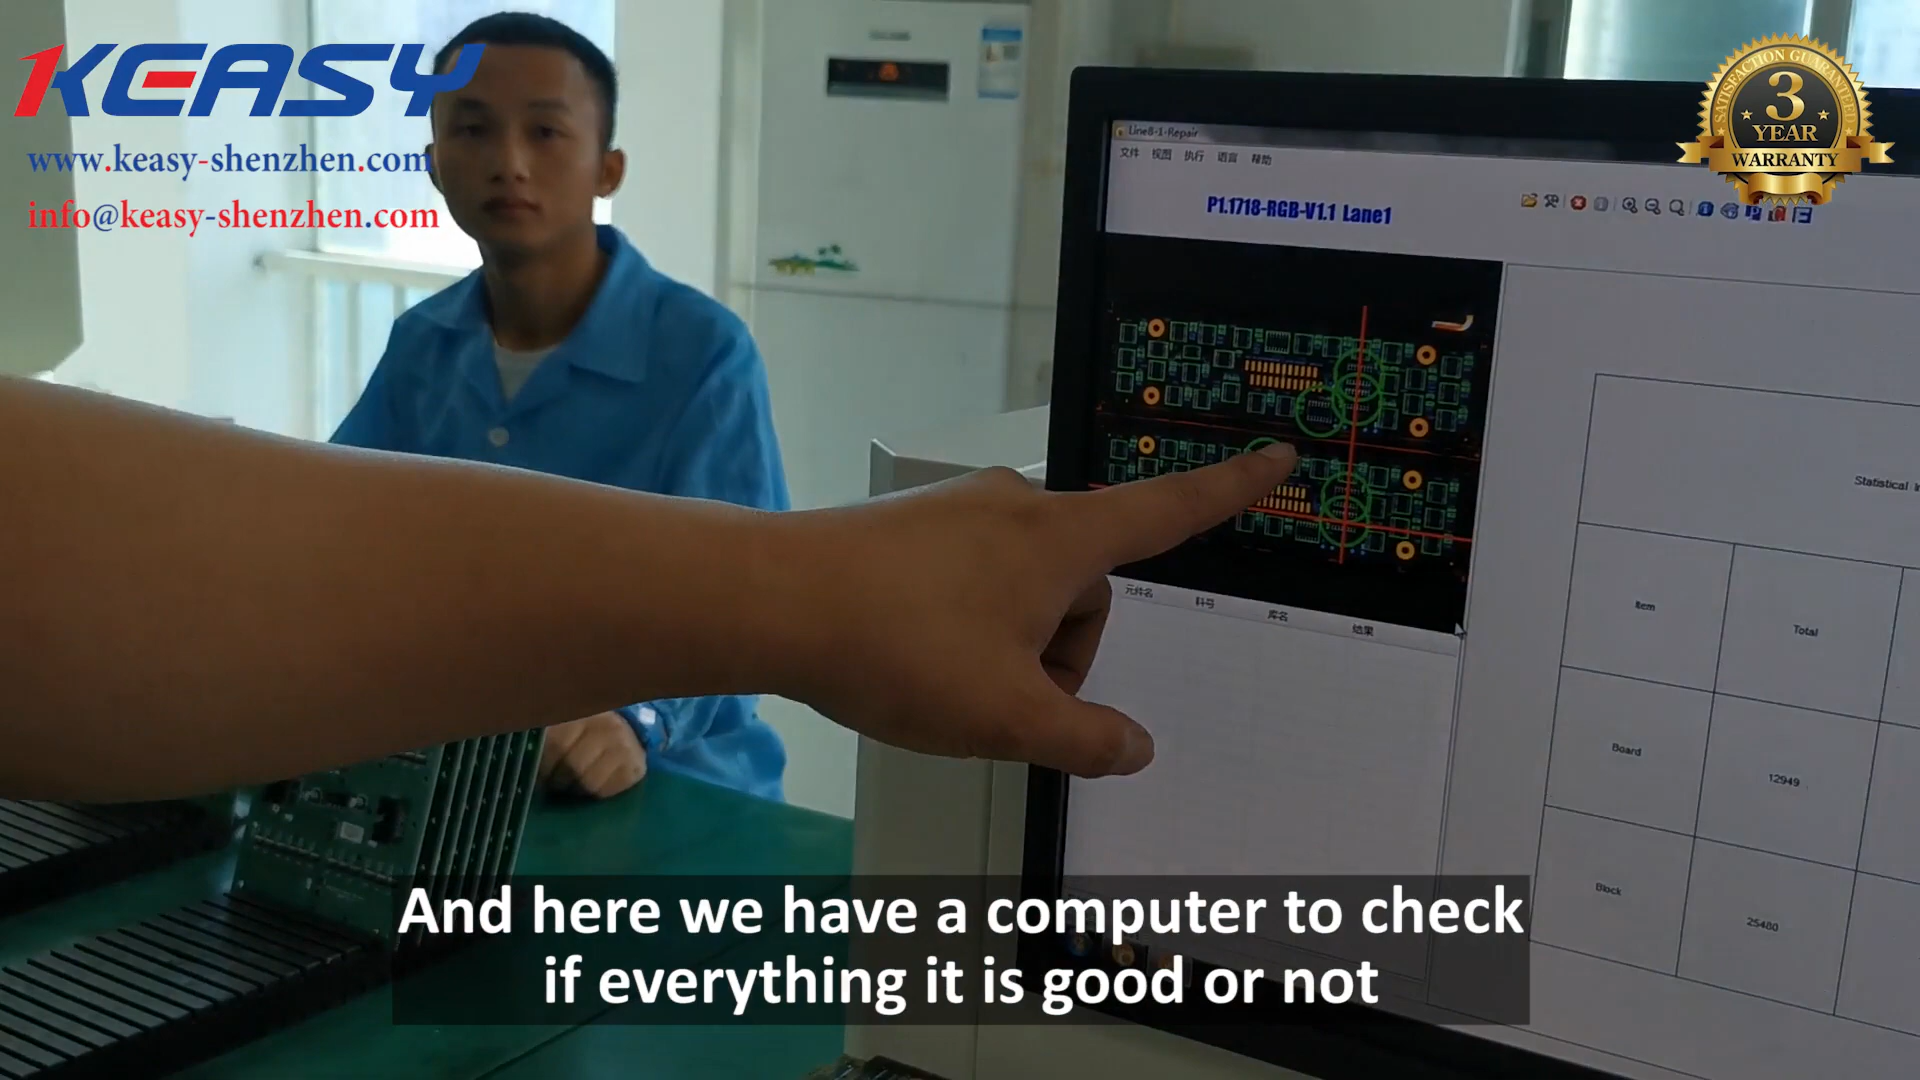 KEASY
www.keasy-shenzhen.com
info@keasy-shenzhen.com
SATISFACTION GUARANTEED
3
YEAR
WARRANTY
Line8-1-Repair
文件 视图 执行 语言 帮助
P1.1718-RGB-V1.1 Lane1
元件名 料号 库名 结果
Statistical
Item Total
Board 12949
Block 25480
And here we have a computer to check
if everything it is good or not